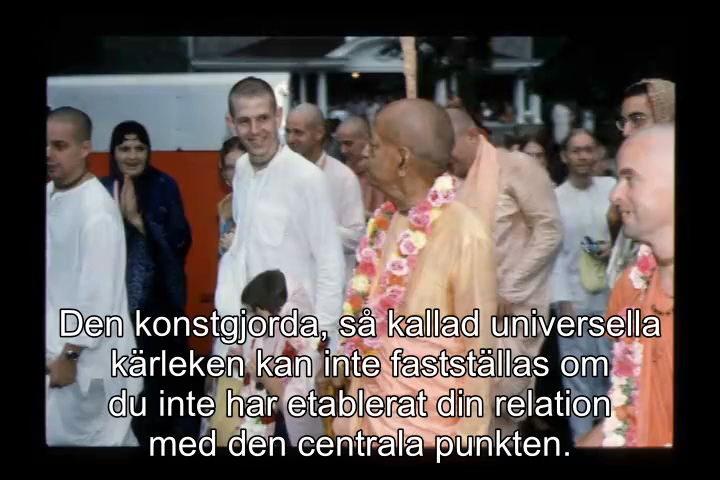 Den konstgjorda, så kallad universella
kärleken kan inte fastställas om
du inte har etablerat din relation
med den centrala punkten.